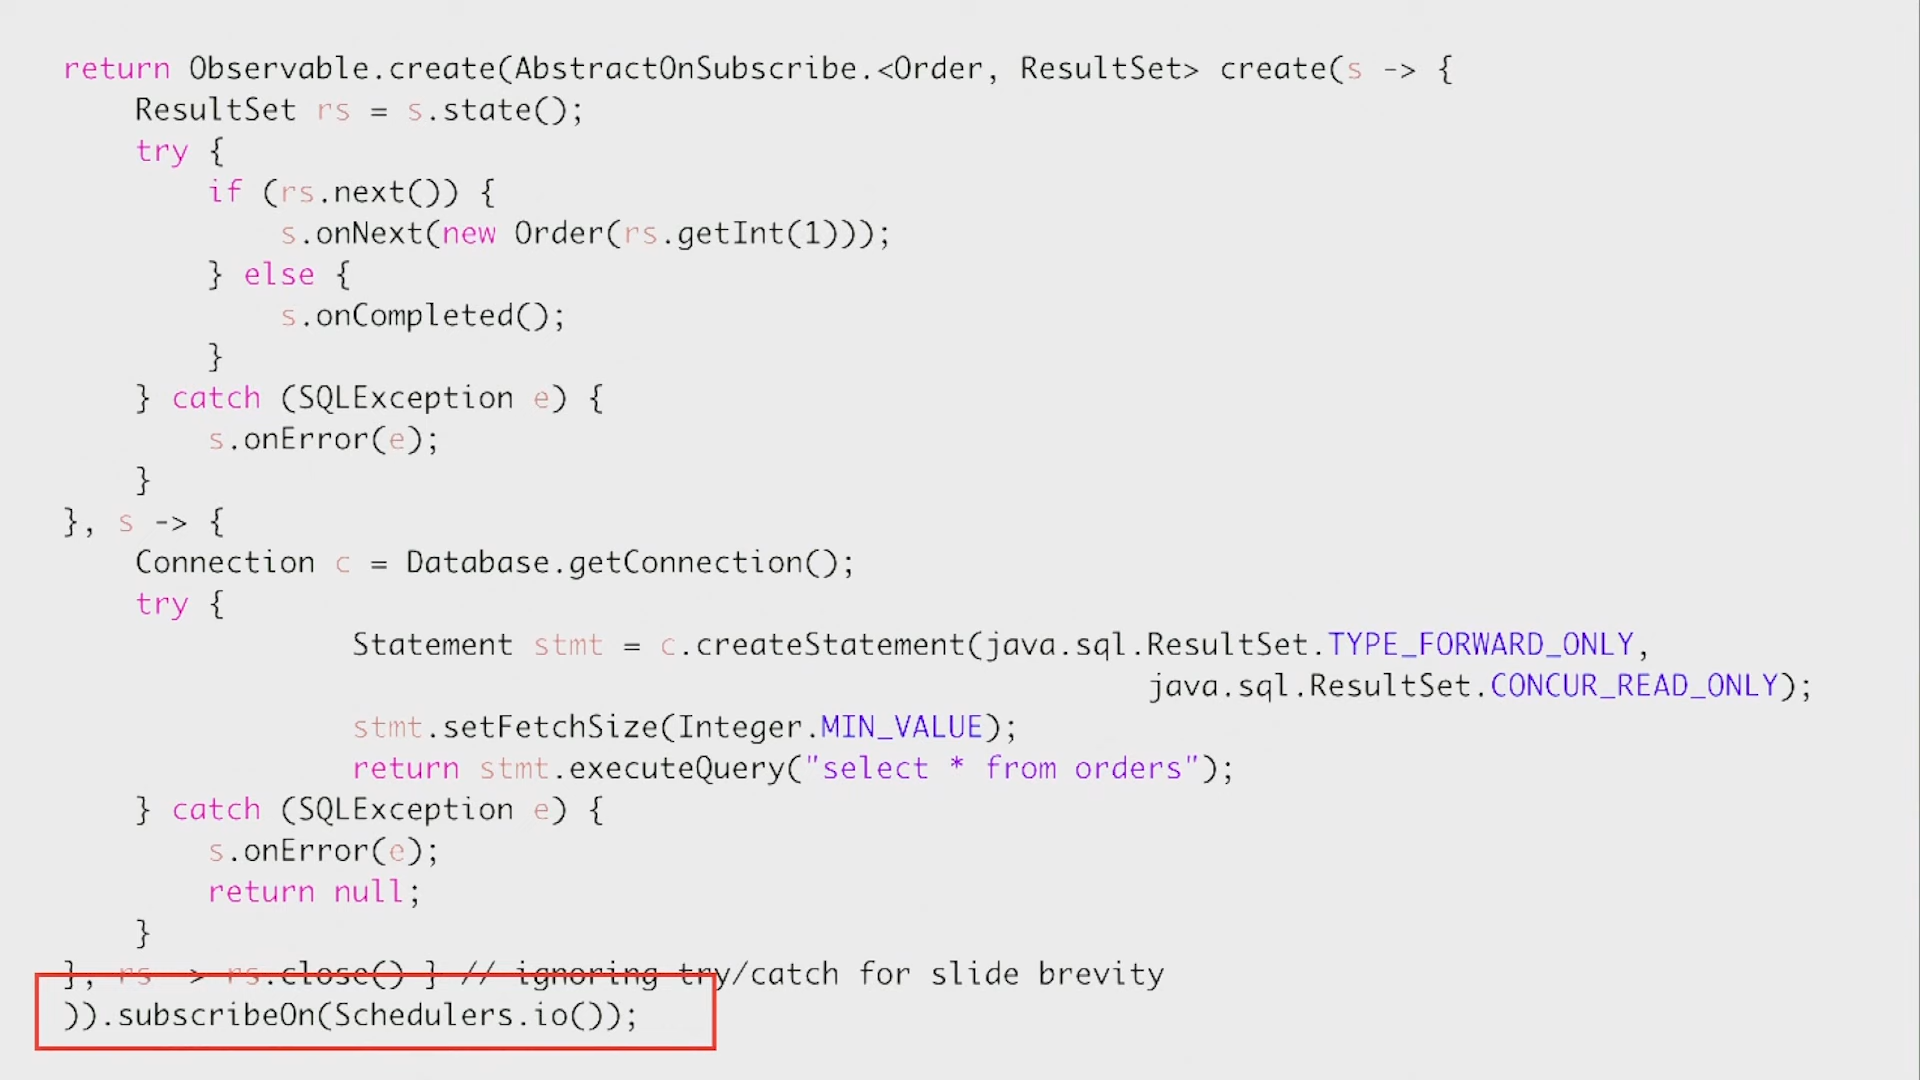 return Observable.create(AbstractOnSubscribe.<Order, ResultSet> create(s -> {
    ResultSet rs = s.state();
    try {
        if (rs.next()) {
            s.onNext(new Order(rs.getInt(1)));
        } else {
            s.onCompleted();
        }
    } catch (SQLException e) {
        s.onError(e);
    }
}, s -> {
    Connection c = Database.getConnection();
    try {
                Statement stmt = c.createStatement(java.sql.ResultSet.TYPE_FORWARD_ONLY,
                                                            java.sql.ResultSet.CONCUR_READ_ONLY);
                stmt.setFetchSize(Integer.MIN_VALUE);
                return stmt.executeQuery("select * from orders");
    } catch (SQLException e) {
        s.onError(e);
        return null;
    }
}, rs -> rs.close() } // ignoring try/catch for slide brevity
)).subscribeOn(Schedulers.io());